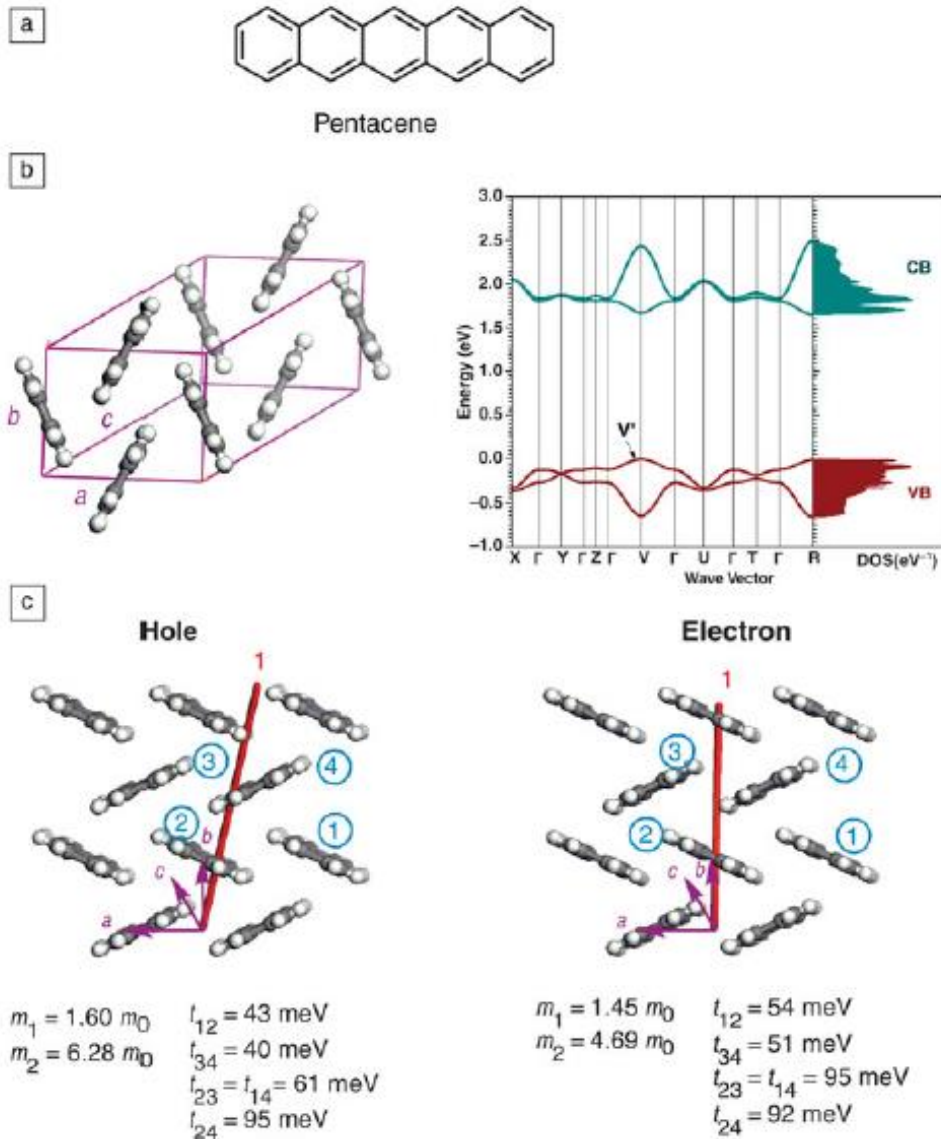 a
Pentacene
b
b
c
a
3.0
2.5
2.0
1.5
1.0
0.5
0.0
−0.5
−1.0
Energy (eV)
CB
V'
VB
X Γ Y Γ Z Γ V Γ U Γ T Γ R DOS(eV⁻¹)
Wave Vector
c
Hole Electron
1
3
4
2
1
b
c
a
1
3
4
2
1
b
c
a
m₁ = 1.60 m₀
m₂ = 6.28 m₀
t₁₂ = 43 meV
t₃₄ = 40 meV
t₂₃ = t₁₄ = 61 meV
t₂₄ = 95 meV
m₁ = 1.45 m₀
m₂ = 4.69 m₀
t₁₂ = 54 meV
t₃₄ = 51 meV
t₂₃ = t₁₄ = 95 meV
t₂₄ = 92 meV